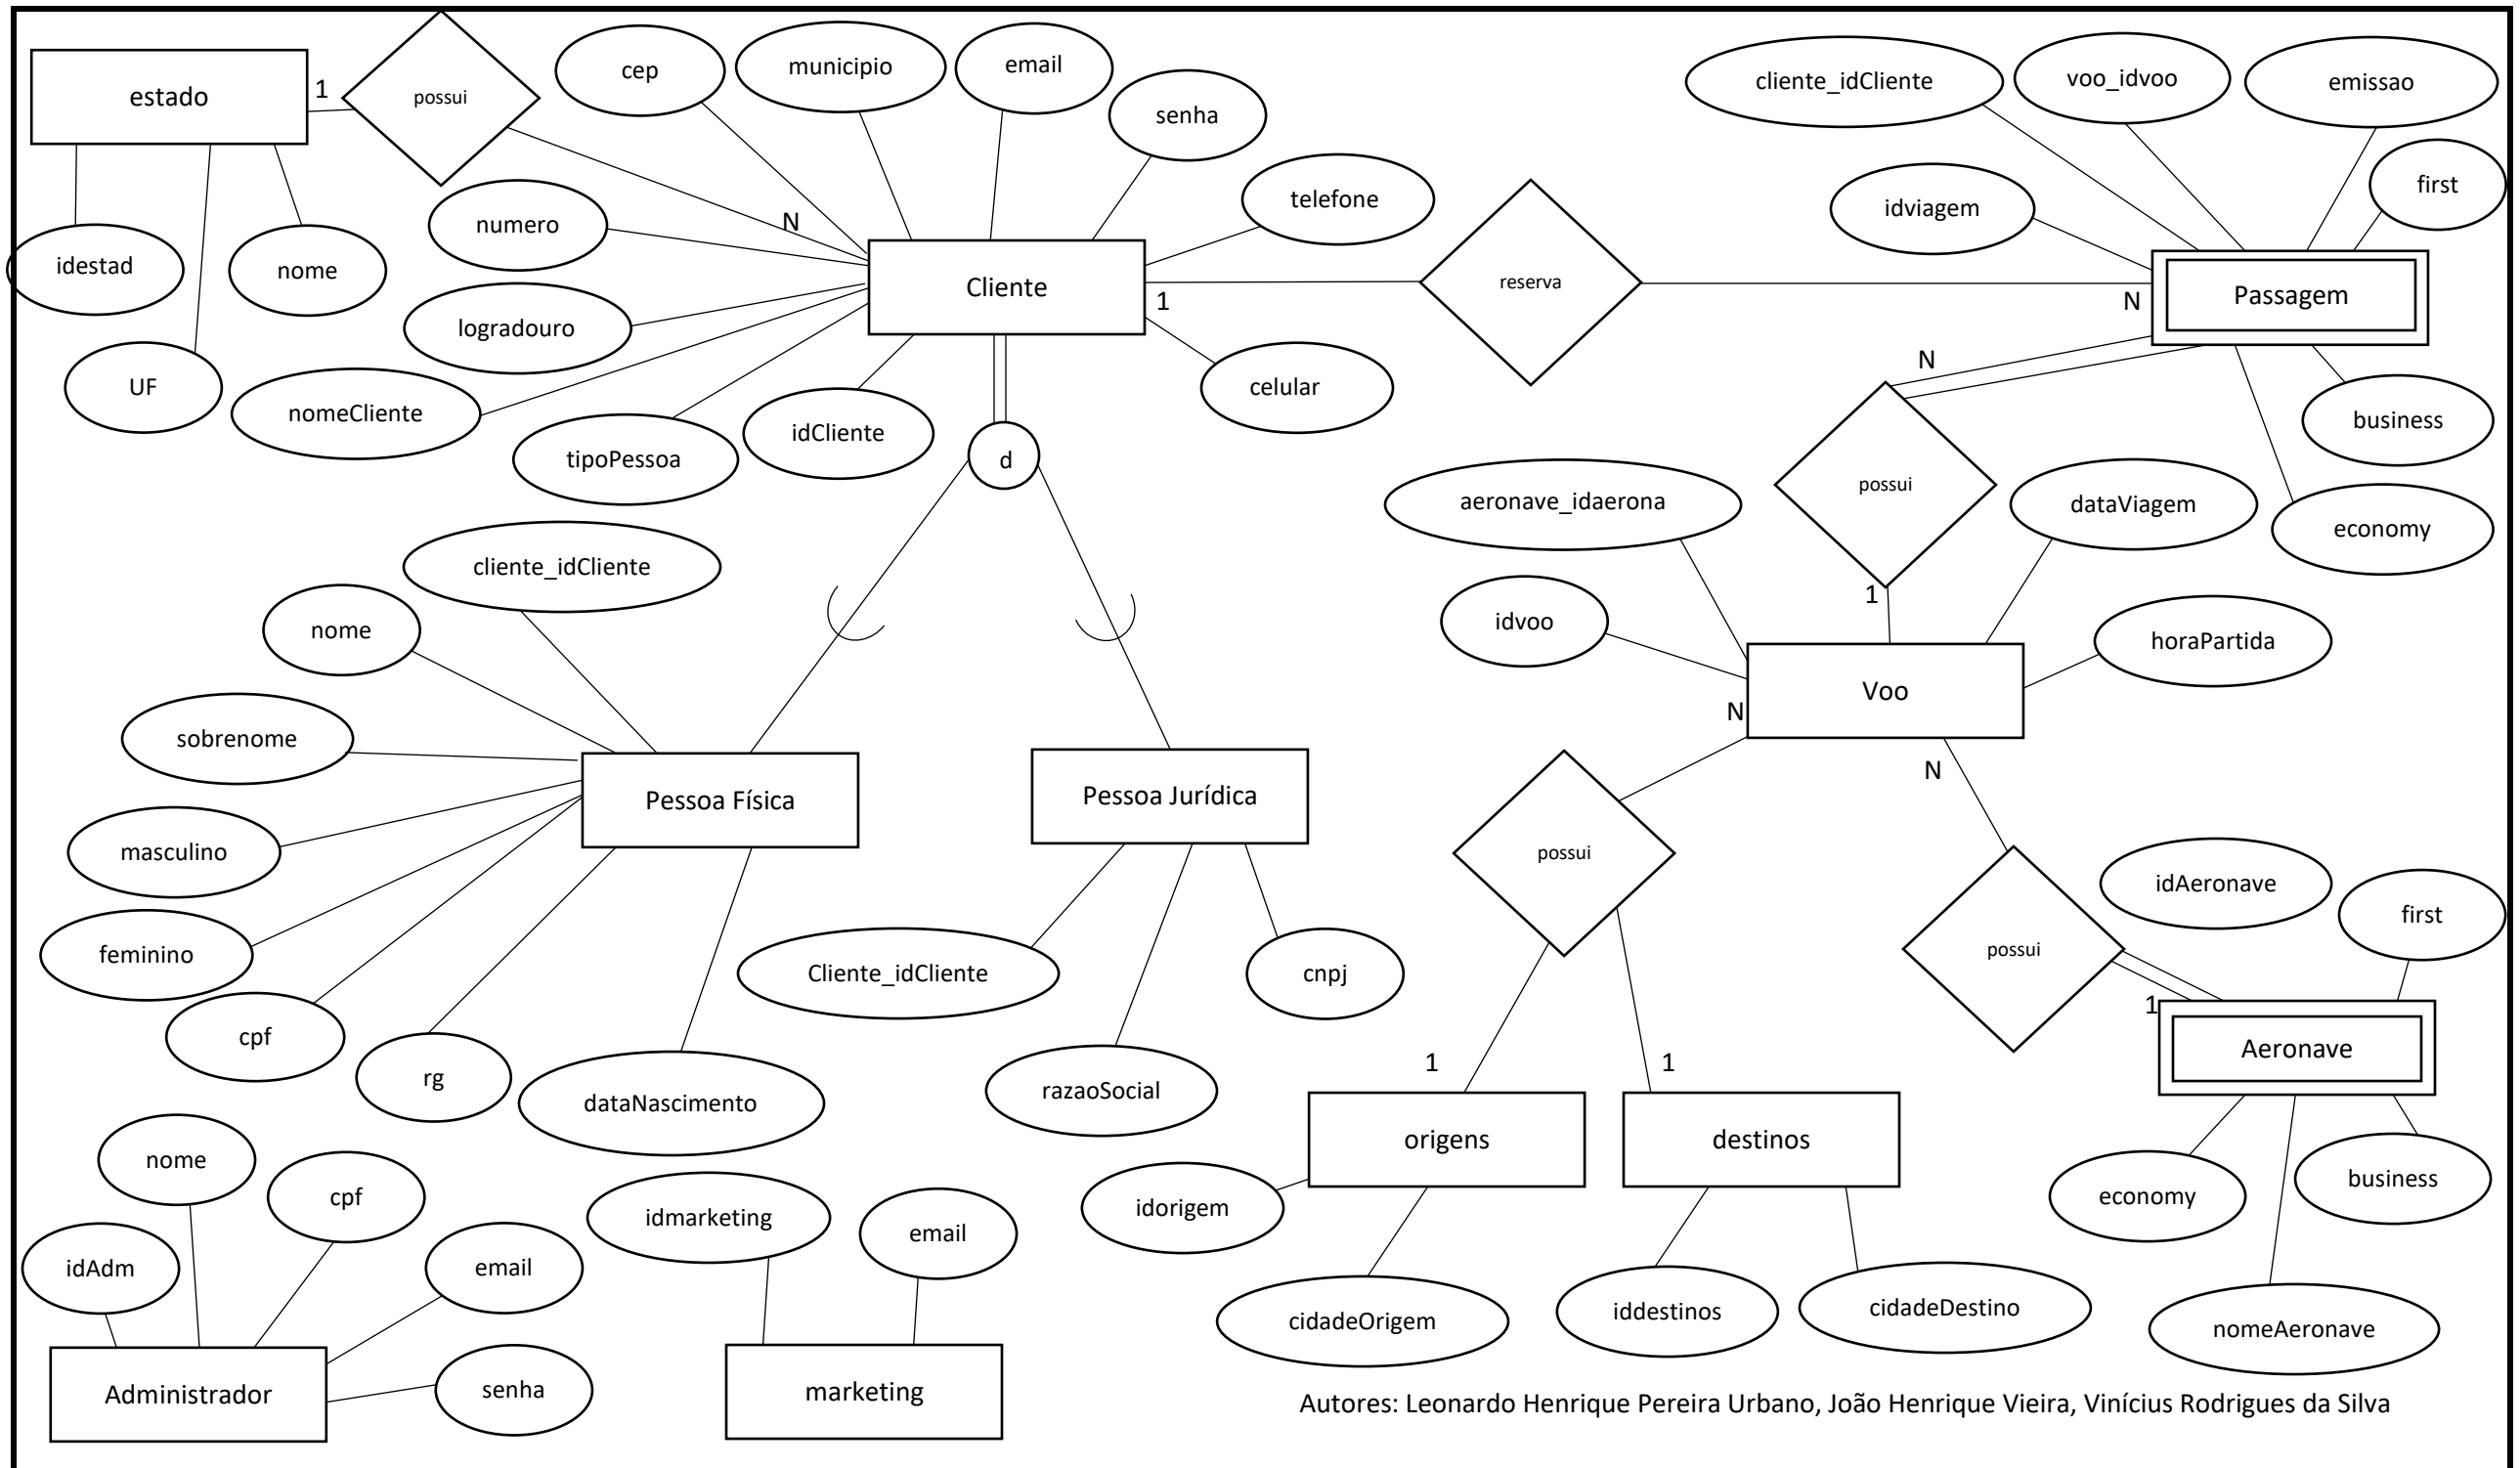 estado
1
possui
cep
municipio
email
senha
telefone
cliente_idCliente
voo_idvoo
emissao
first
idviagem
numero
N
idestad
nome
UF
logradouro
nomeCliente
Cliente
1
reserva
N
Passagem
tipoPessoa
idCliente
celular
d
N
business
economy
possui
aeronave_idaerona
dataViagem
idvoo
1
horaPartida
Voo
N
N
cliente_idCliente
nome
sobrenome
masculino
feminino
cpf
rg
dataNascimento
Pessoa Física
Pessoa Jurídica
Cliente_idCliente
razaoSocial
cnpj
possui
1
1
possui
idAeronave
first
1
Aeronave
origens
destinos
idorigem
cidadeOrigem
iddestinos
cidadeDestino
economy
business
nomeAeronave
nome
cpf
idAdm
email
senha
Administrador
idmarketing
email
marketing
Autores: Leonardo Henrique Pereira Urbano, João Henrique Vieira, Vinícius Rodrigues da Silva